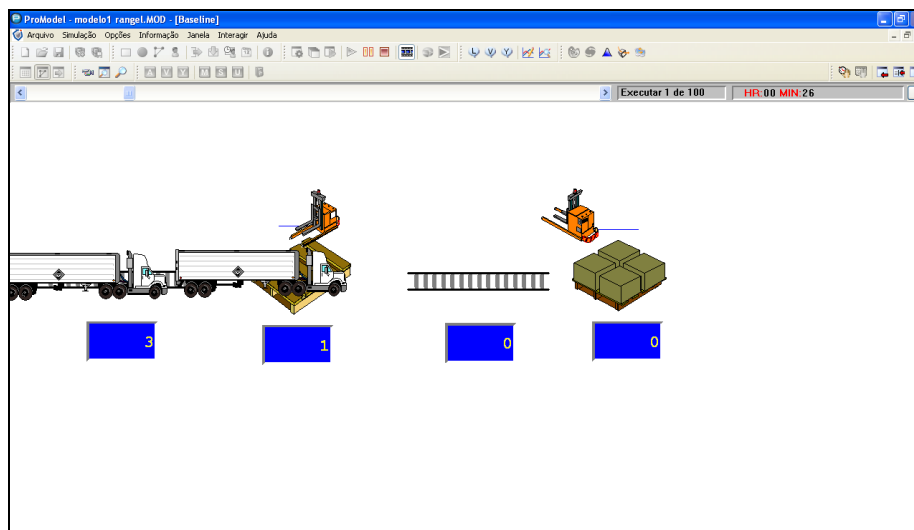 ProModel - modelo1 rangel.MOD - [Baseline]
Arquivo Simulação Opções Informação Janela Interagir Ajuda
Executar 1 de 100 HR:00 MIN:26
3 1 0 0